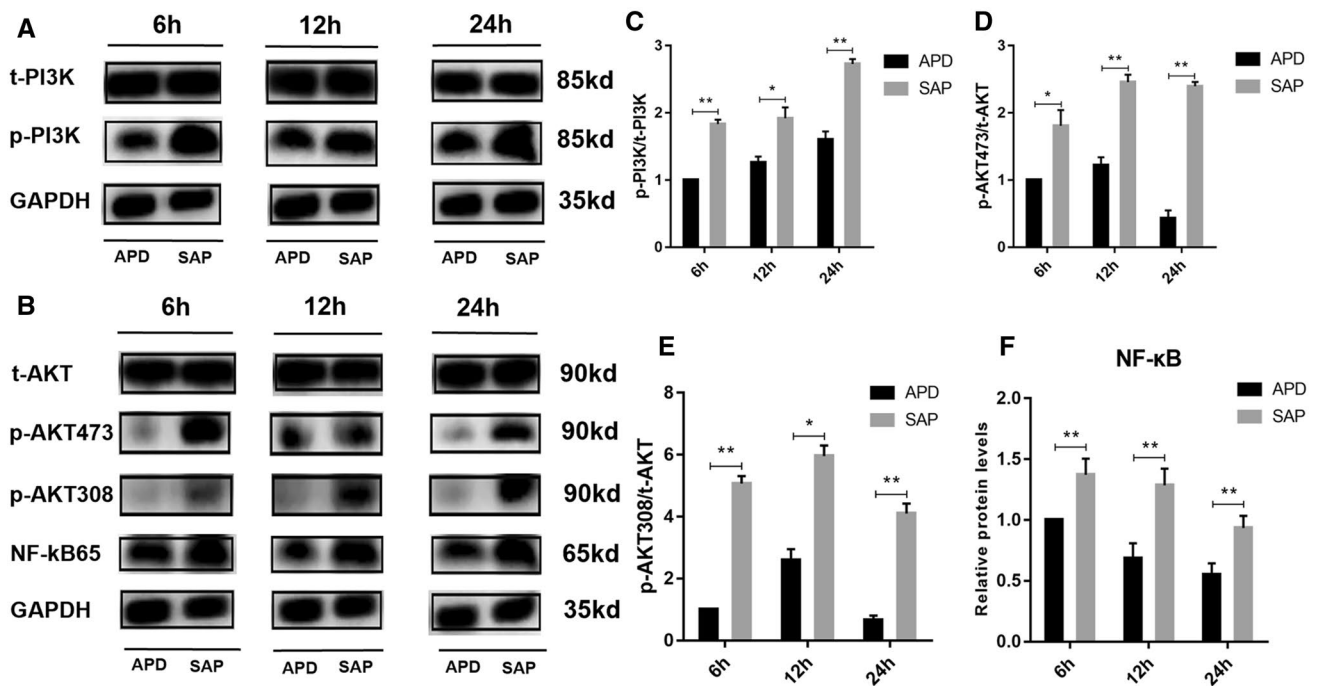 A
6h 12h 24h
t-PI3K 85kd
p-PI3K 85kd
GAPDH 35kd
APD SAP APD SAP APD SAP
B
6h 12h 24h
t-AKT 90kd
p-AKT473 90kd
p-AKT308 90kd
NF-kB65 65kd
GAPDH 35kd
APD SAP APD SAP APD SAP
C
p-PI3K/t-PI3K
3
2
1
0
** * **
6h 12h 24h
APD
SAP
D
p-AKT473/t-AKT
3
2
1
0
* ** **
6h 12h 24h
APD
SAP
E
p-AKT308/t-AKT
8
6
4
2
0
** * **
6h 12h 24h
APD
SAP
F
NF-κB
Relative protein levels
2.0
1.5
1.0
0.5
0.0
** ** **
6h 12h 24h
APD
SAP